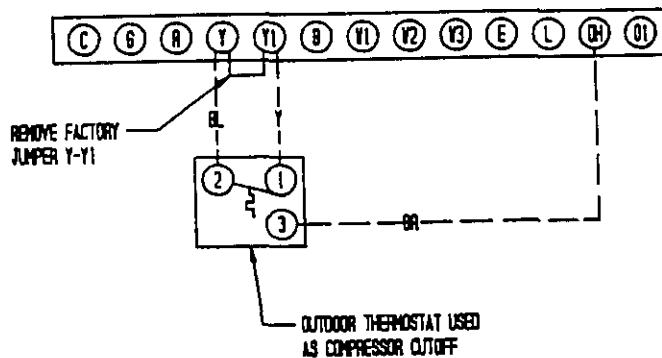 C G R Y Y1 B W1 W2 W3 E L OH O1
REMOVE FACTORY
JUMPER Y-Y1
BL Y
2 1
3
BR
OUTDOOR THERMOSTAT USED
AS COMPRESSOR CUTOFF